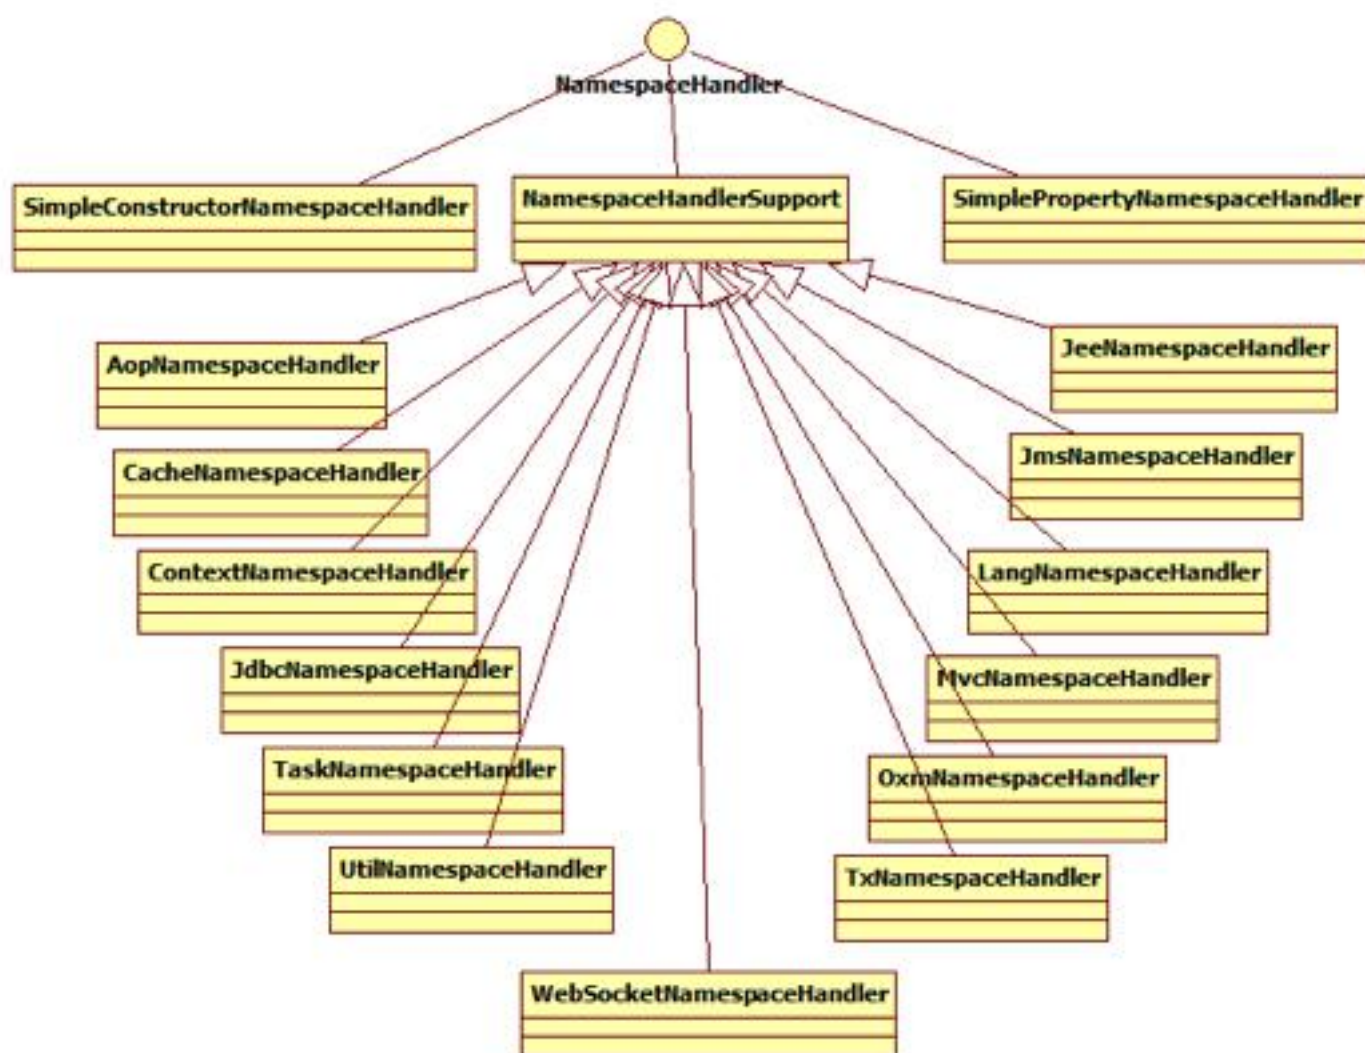 NamespaceHandler
SimpleConstructorNamespaceHandler
NamespaceHandlerSupport
SimplePropertyNamespaceHandler
AopNamespaceHandler
JeeNamespaceHandler
CacheNamespaceHandler
JmsNamespaceHandler
ContextNamespaceHandler
LangNamespaceHandler
JdbcNamespaceHandler
MvcNamespaceHandler
TaskNamespaceHandler
OxmNamespaceHandler
UtilNamespaceHandler
TxNamespaceHandler
WebSocketNamespaceHandler